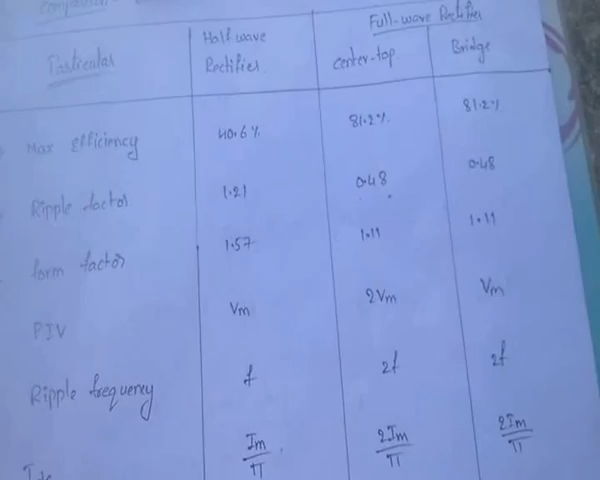 Full-wave Rectifier
Particular Half wave Rectifier center-tap Bridge
Max Efficiency 40.6% 81.2% 81.2%
Ripple factor 1.21 0.48 0.48
form factor 1.57 1.11 1.11
PIV Vm 2Vm Vm
Ripple frequency f 2f 2f
Im/π 2Im/π 2Im/π